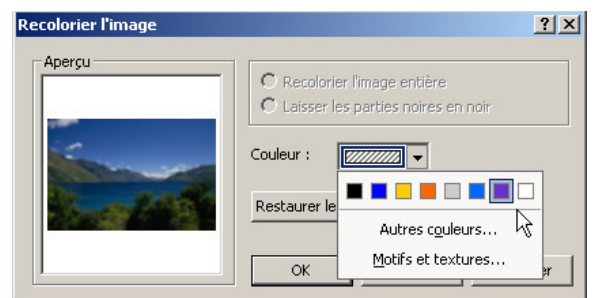 Recolorier l'image
Aperçu
Recolorier l'image entière
Laisser les parties noires en noir
Couleur :
Restaurer le
Autres couleurs...
Motifs et textures...
OK